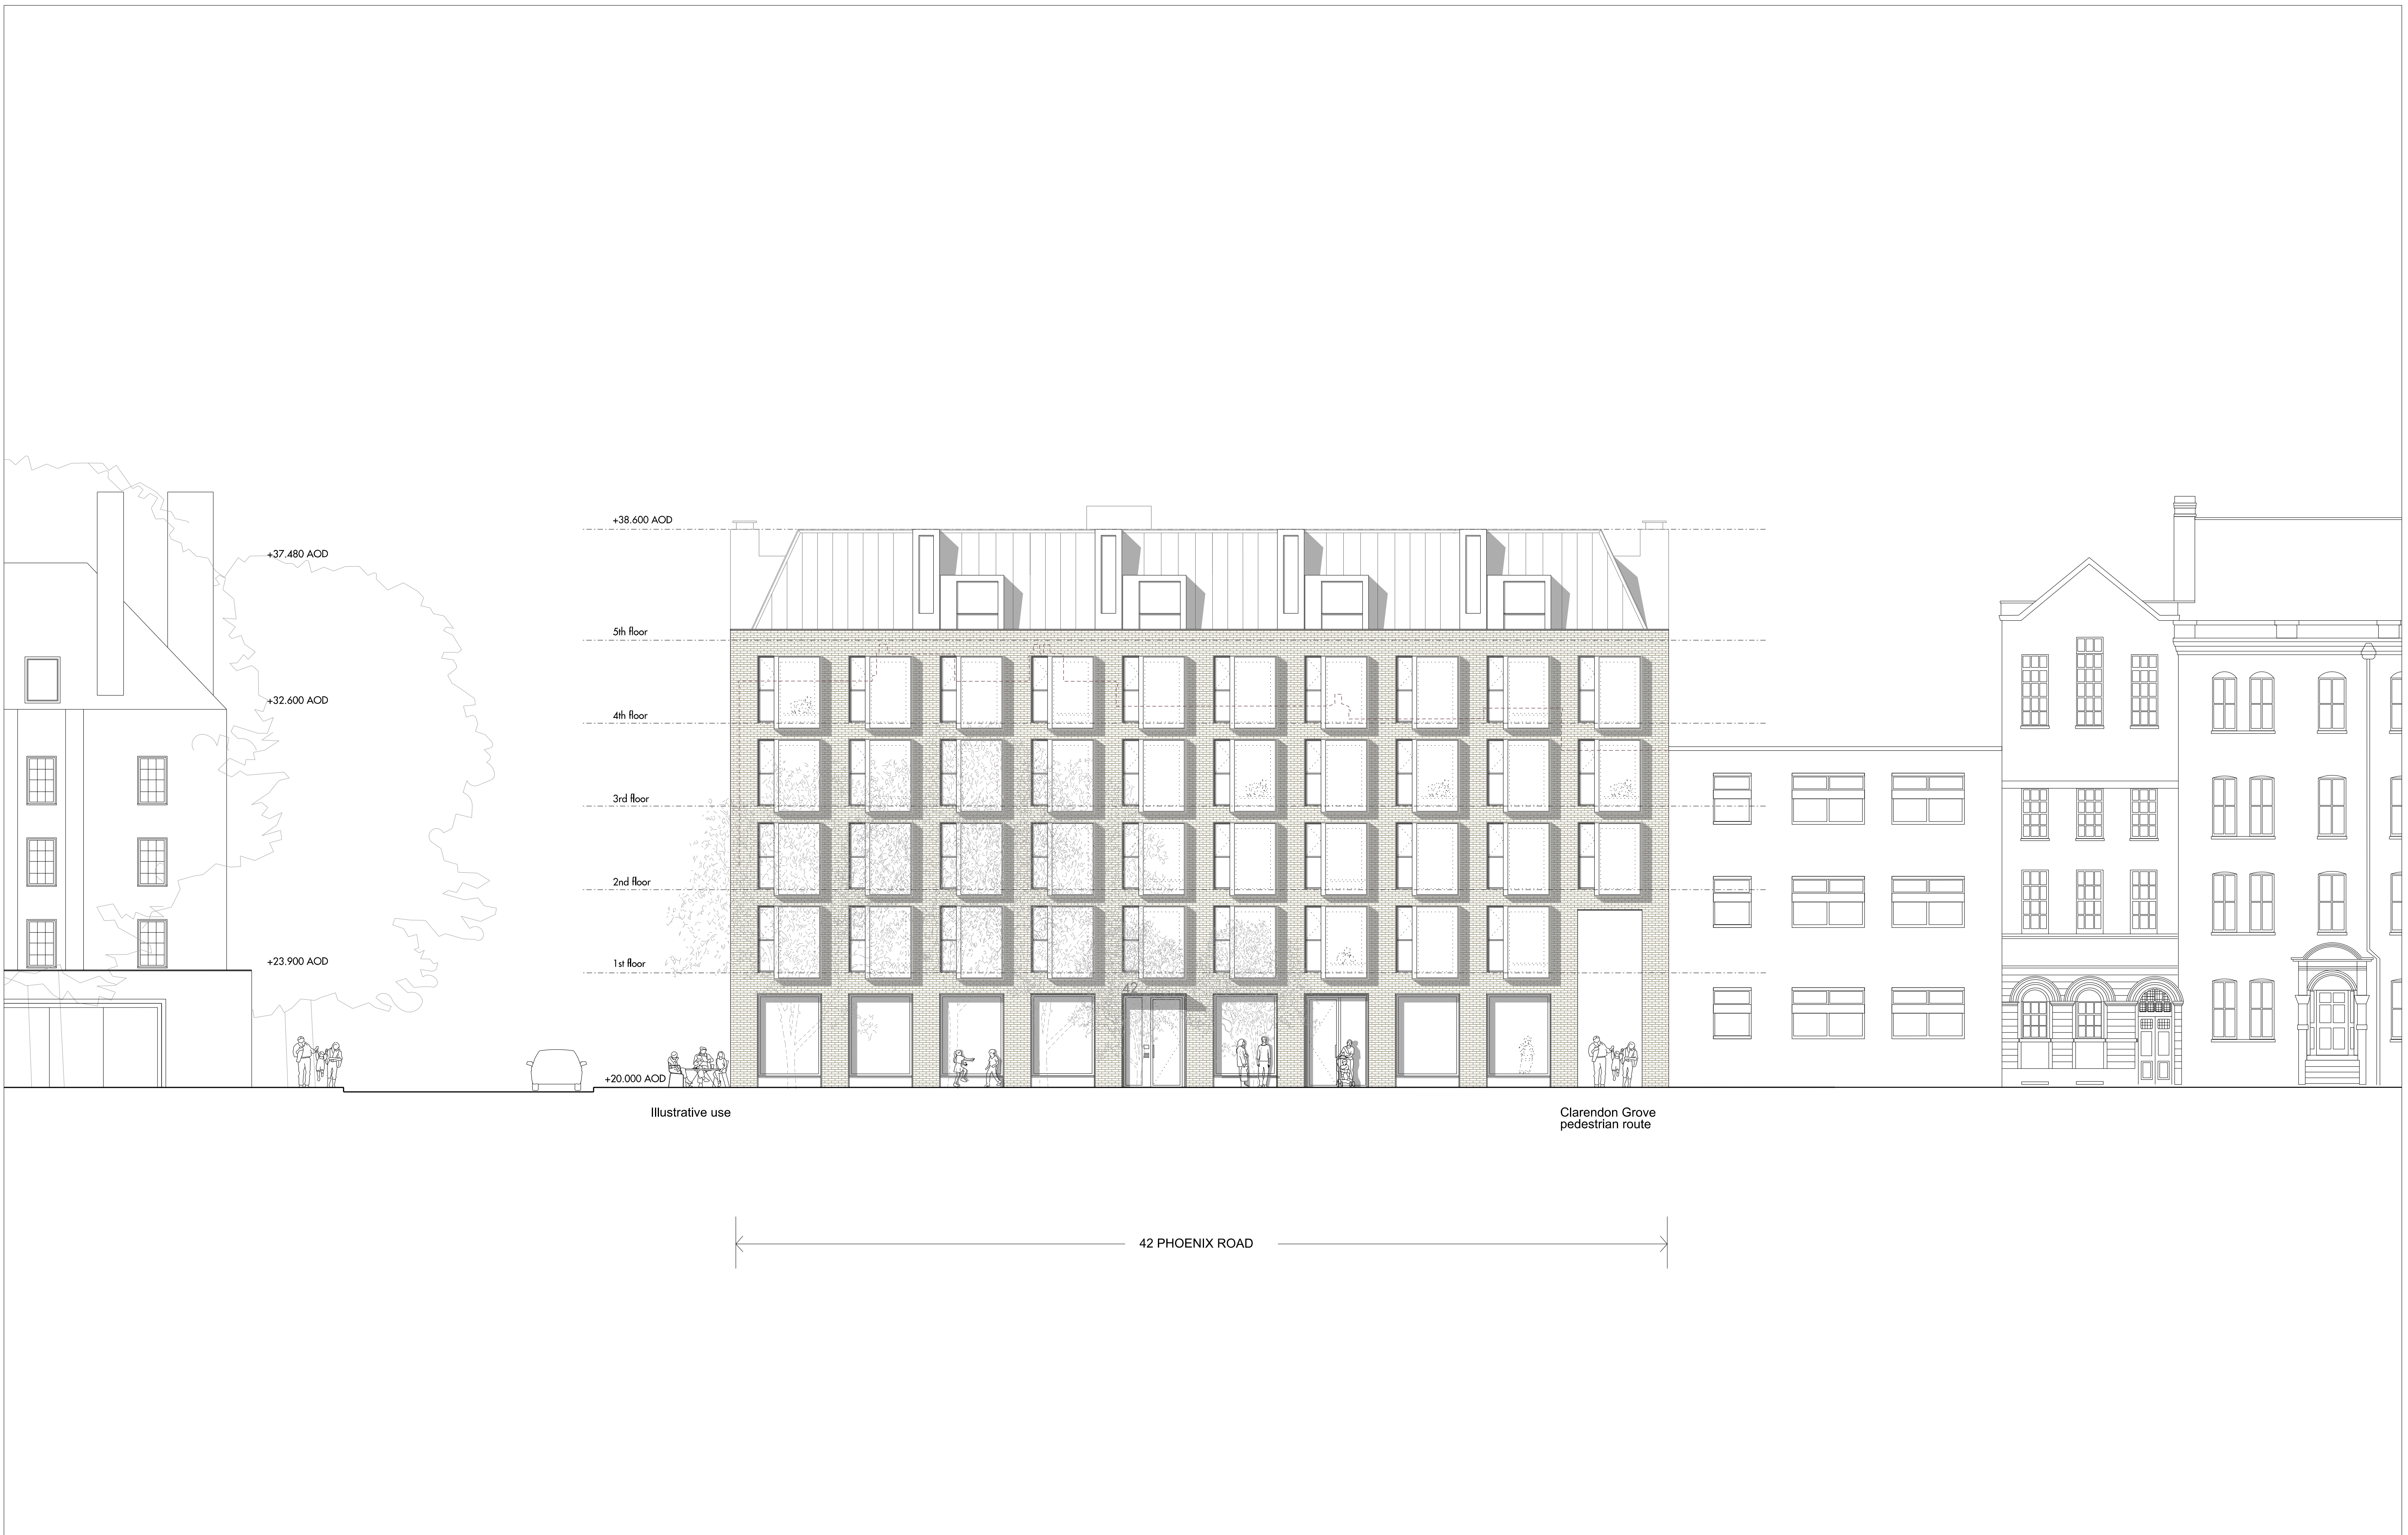 +38.600 AOD
+37.480 AOD
5th floor
+32.600 AOD
4th floor
3rd floor
2nd floor
+23.900 AOD
1st floor
42
+20.000 AOD
Illustrative use
Clarendon Grove
pedestrian route
42 PHOENIX ROAD